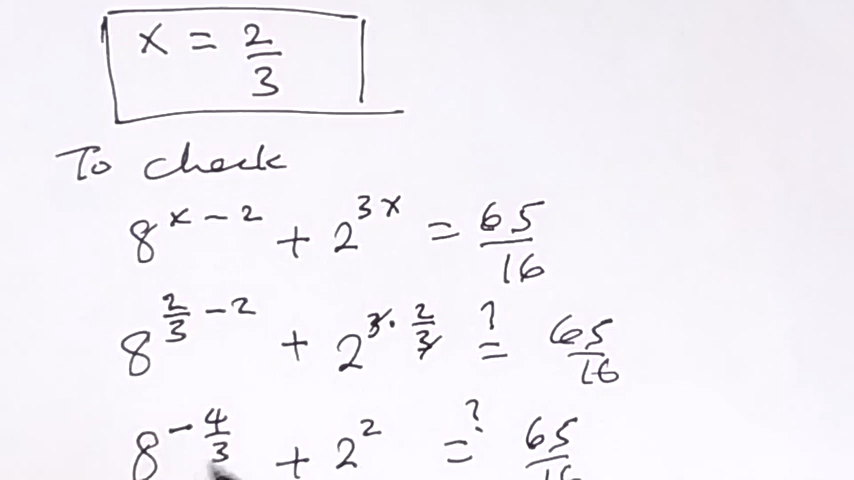 x = 2/3
To check
8^(x-2) + 2^(3x) = 65/16
8^(2/3 - 2) + 2^(3·2/3) ?= 65/16
8^(-4/3) + 2^2 =? 65/16